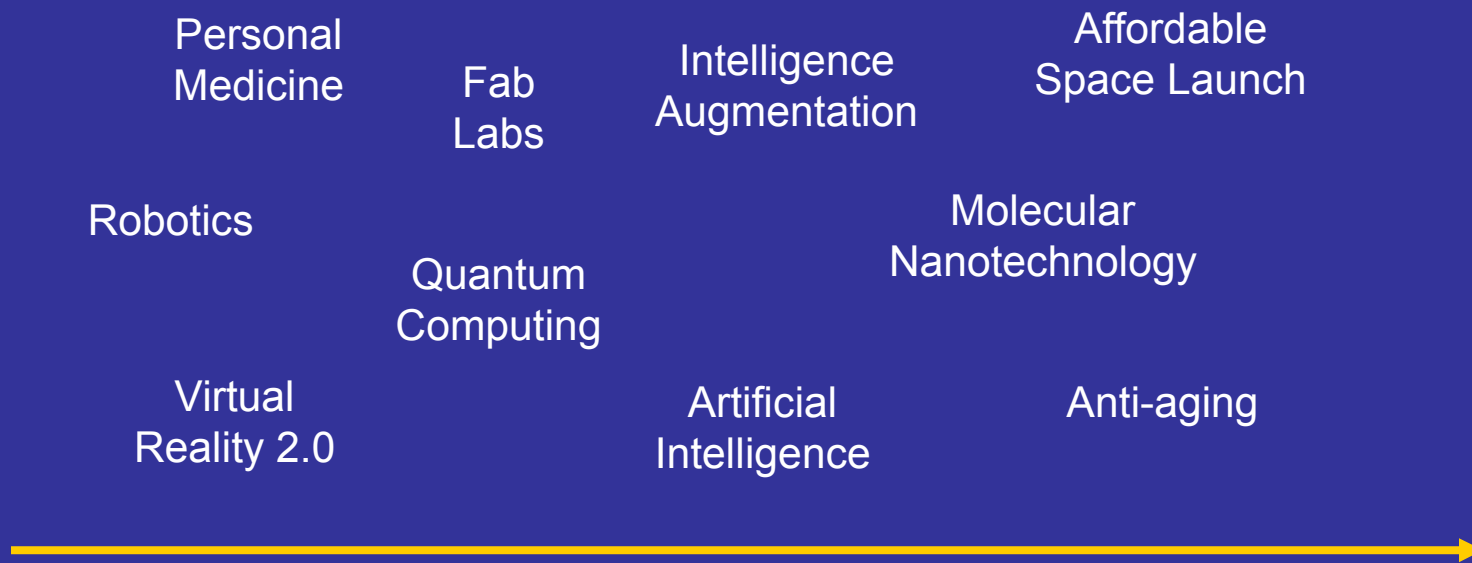 Personal
Medicine
Fab
Labs
Intelligence
Augmentation
Affordable
Space Launch
Robotics
Quantum
Computing
Molecular
Nanotechnology
Virtual
Reality 2.0
Artificial
Intelligence
Anti-aging